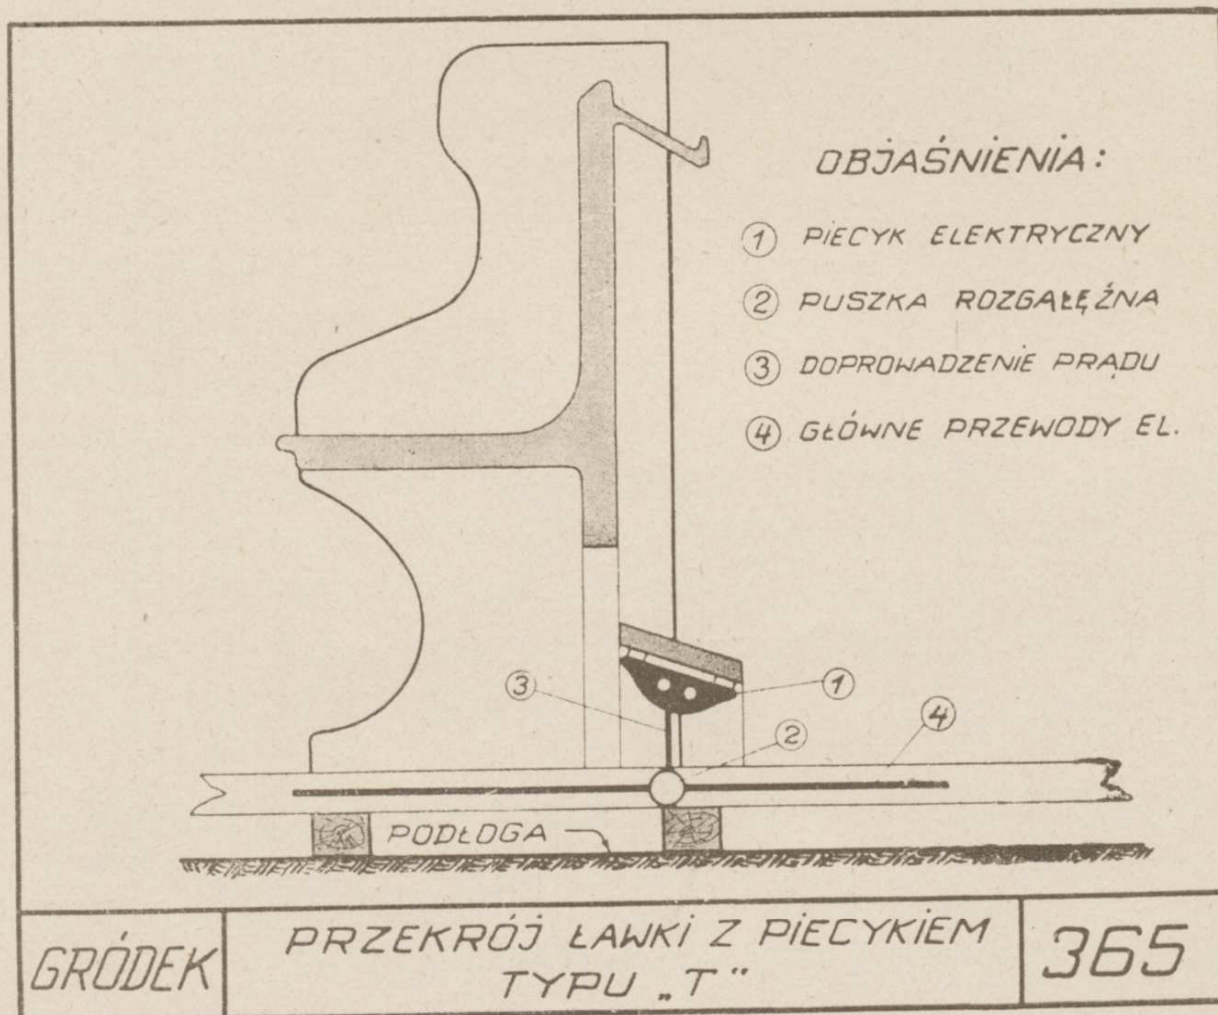 OBJAŚNIENIA:
① PIECYK ELEKTRYCZNY
② PUSZKA ROZGAŁĘŹNA
③ DOPROWADZENIE PRĄDU
④ GŁÓWNE PRZEWODY EL.
③
①
②
④
PODŁOGA
GRÓDEK
PRZEKRÓJ ŁAWKI Z PIECYKIEM
TYPU „T"
365